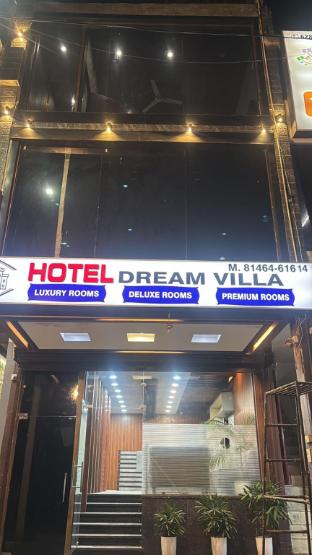 M. 81464-61614
HOTEL DREAM VILLA
LUXURY ROOMS DELUXE ROOMS PREMIUM ROOMS